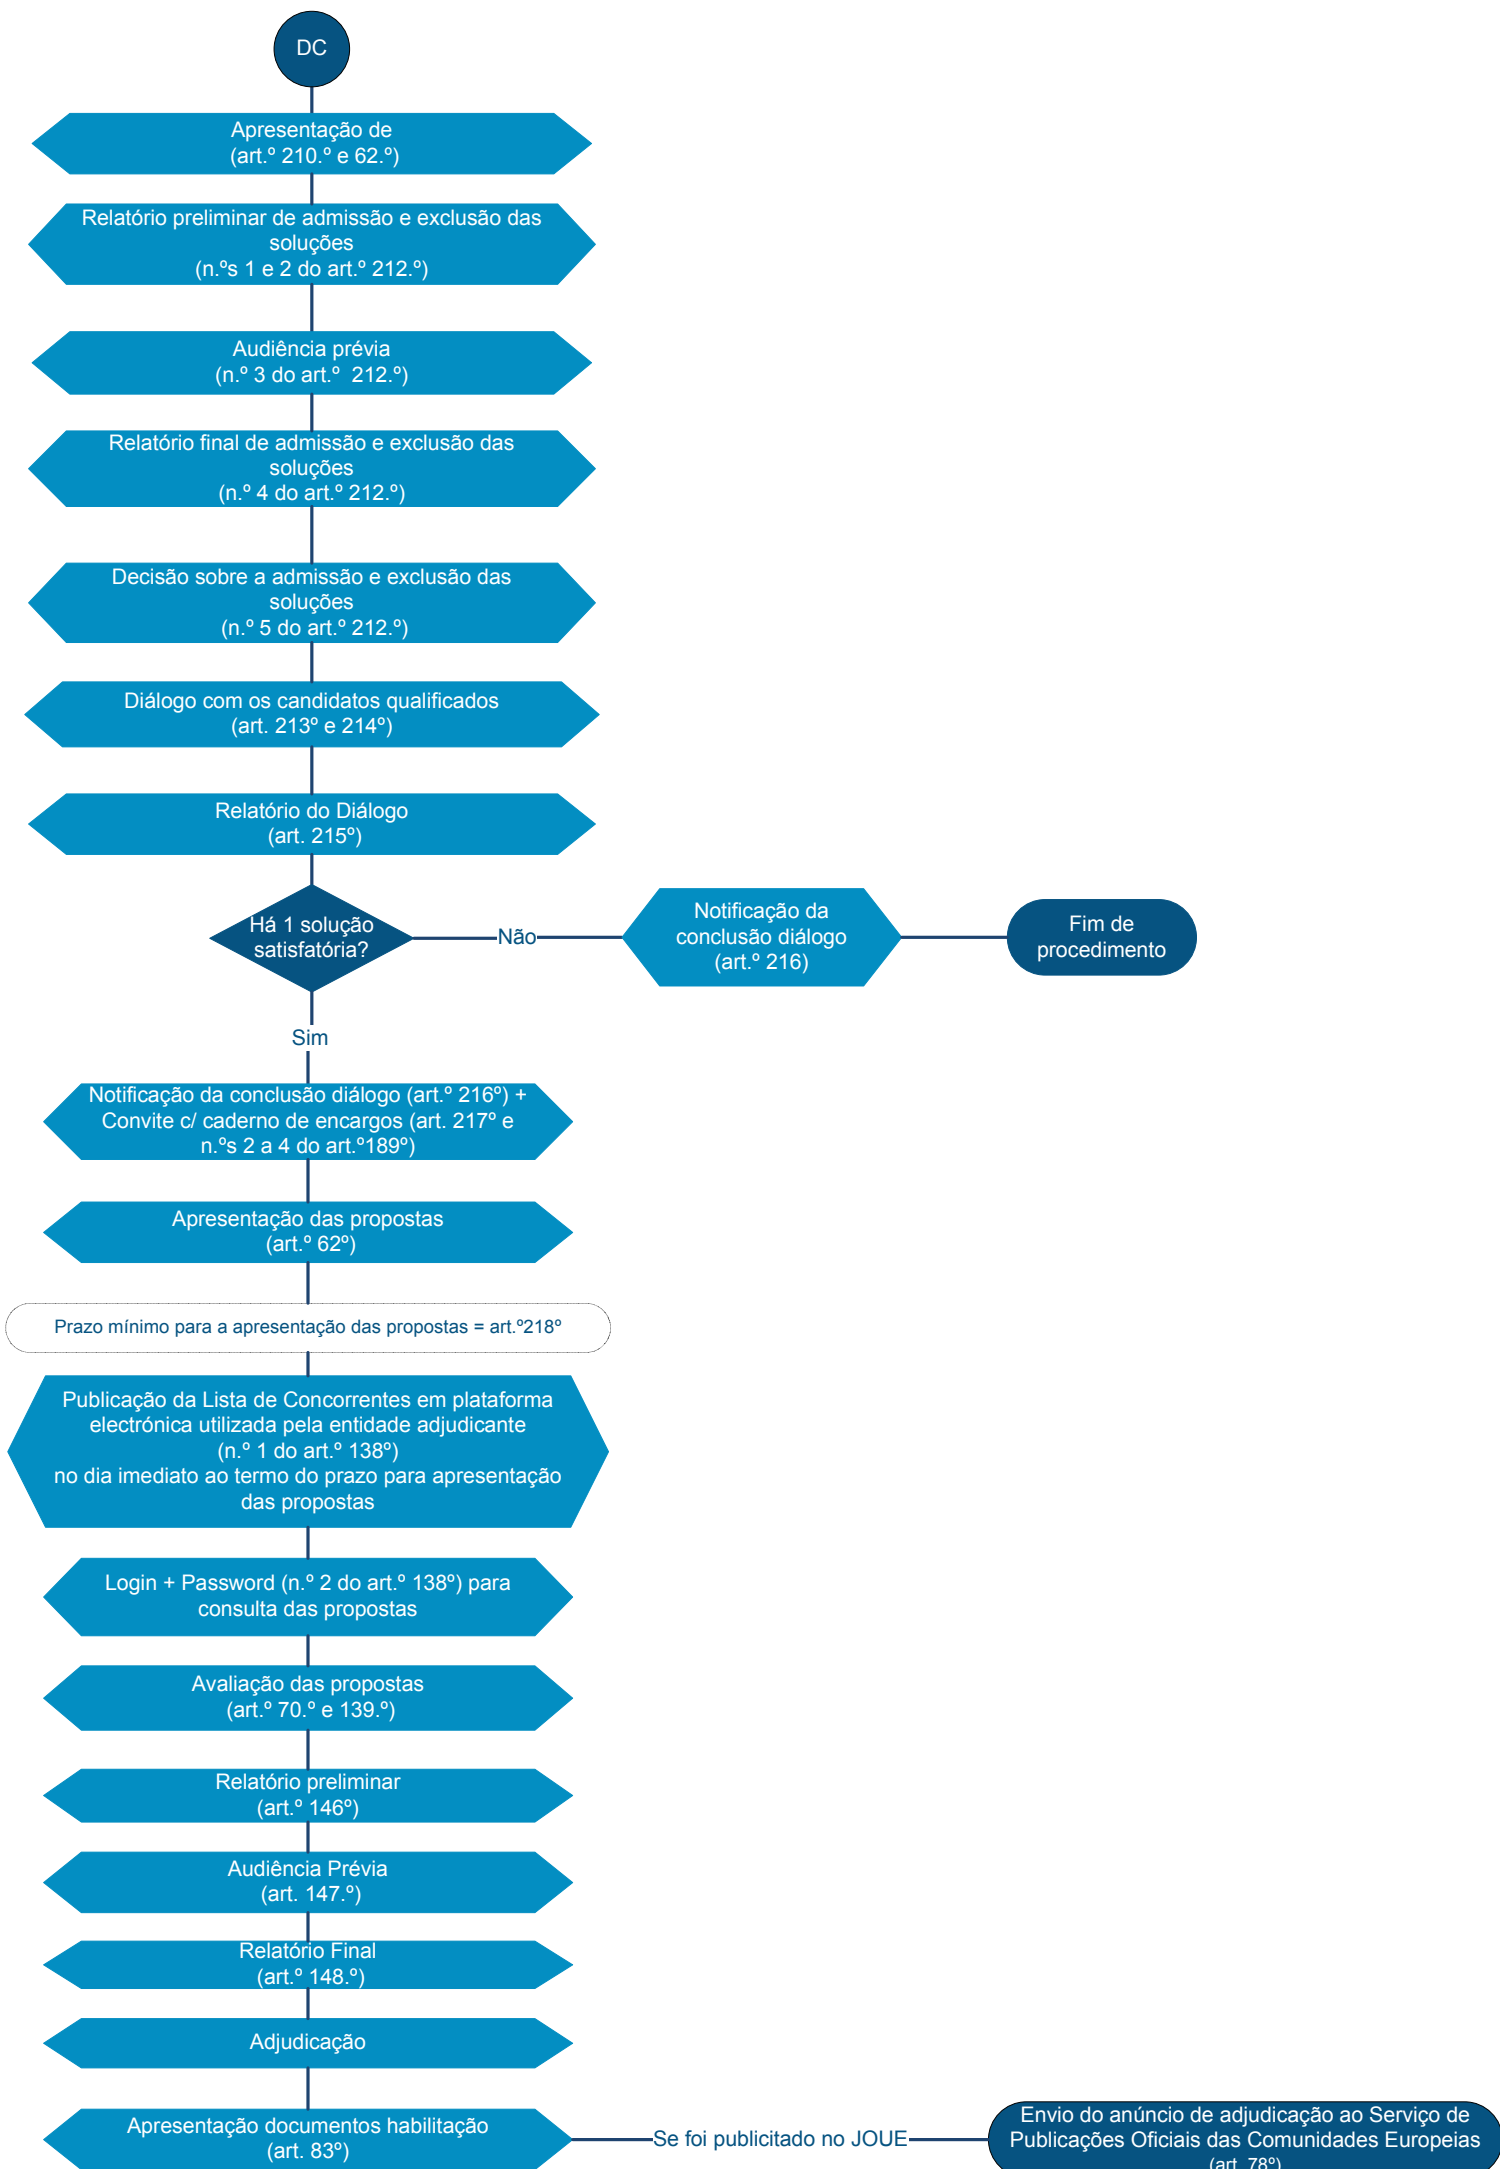 DC
Apresentação de
(art.º 210.º e 62.º)
Relatório preliminar de admissão e exclusão das
soluções
(n.ºs 1 e 2 do art.º 212.º)
Audiência prévia
(n.º 3 do art.º  212.º)
Relatório final de admissão e exclusão das
soluções
(n.º 4 do art.º 212.º)
Decisão sobre a admissão e exclusão das
soluções
(n.º 5 do art.º 212.º)
Diálogo com os candidatos qualificados
(art. 213º e 214º)
Relatório do Diálogo
(art. 215º)
Há 1 solução
satisfatória?
Não
Notificação da
conclusão diálogo
(art.º 216)
Fim de
procedimento
Sim
Notificação da conclusão diálogo (art.º 216º) +
Convite c/ caderno de encargos (art. 217º e
n.ºs 2 a 4 do art.º189º)
Apresentação das propostas
(art.º 62º)
Prazo mínimo para a apresentação das propostas = art.º218º
Publicação da Lista de Concorrentes em plataforma
electrónica utilizada pela entidade adjudicante
(n.º 1 do art.º 138º)
no dia imediato ao termo do prazo para apresentação
das propostas
Login + Password (n.º 2 do art.º 138º) para
consulta das propostas
Avaliação das propostas
(art.º 70.º e 139.º)
Relatório preliminar
(art.º 146º)
Audiência Prévia
(art. 147.º)
Relatório Final
(art.º 148.º)
Adjudicação
Apresentação documentos habilitação
(art. 83º)
Se foi publicitado no JOUE
Envio do anúncio de adjudicação ao Serviço de
Publicações Oficiais das Comunidades Europeias
(art. 78º)